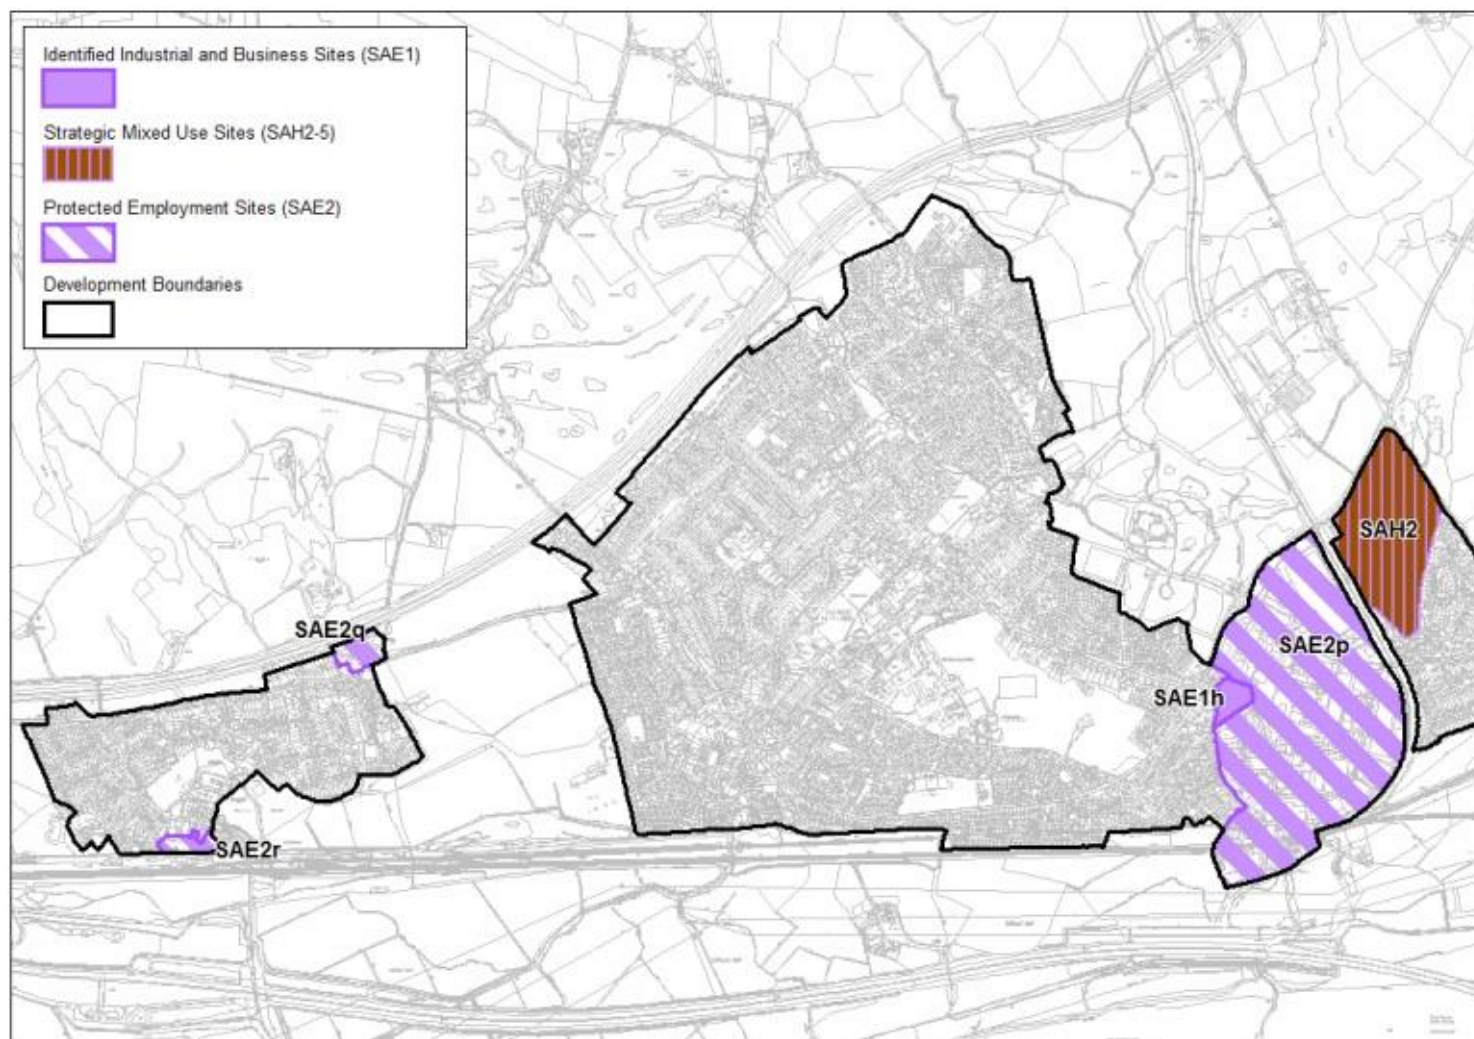 Identified Industrial and Business Sites (SAE1)
Strategic Mixed Use Sites (SAH2-5)
Protected Employment Sites (SAE2)
Development Boundaries
SAH2
SAE2q
SAE2p
SAE1h
SAE2r